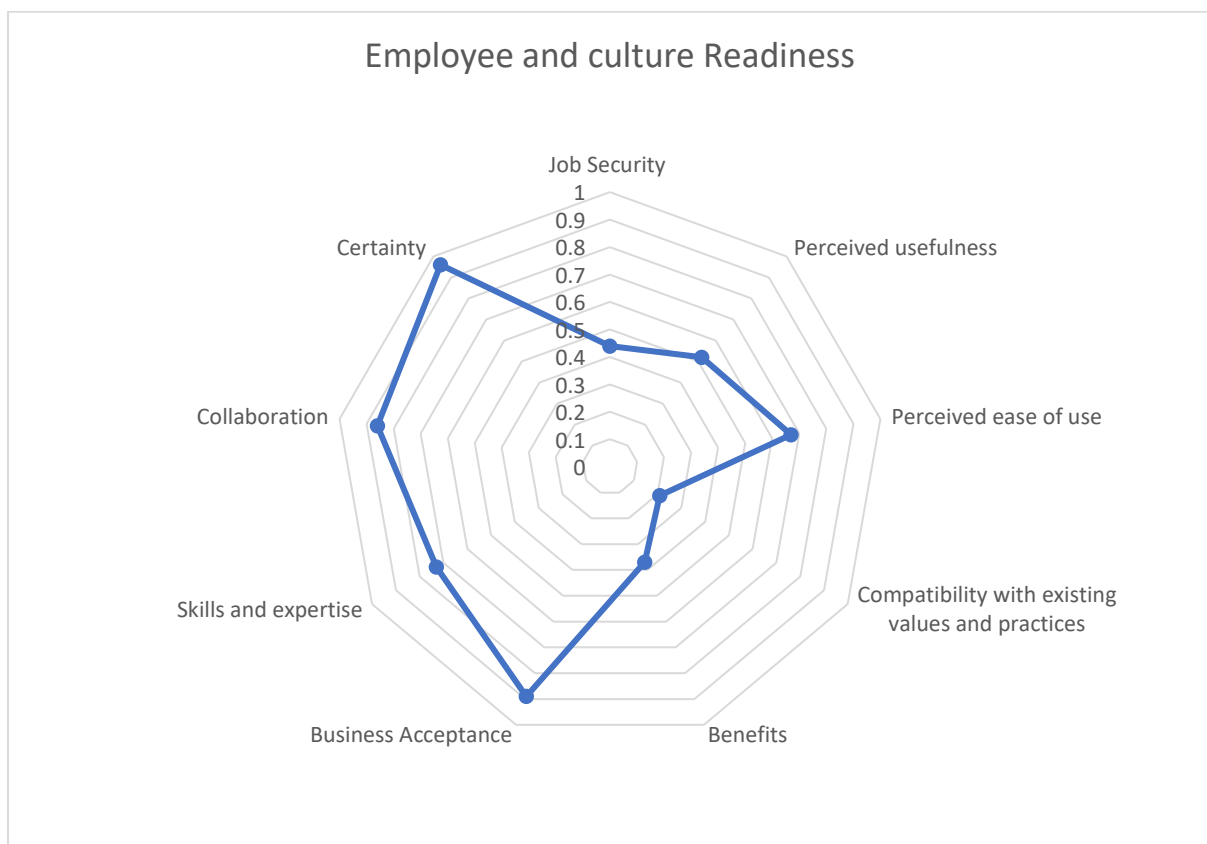 Employee and culture Readiness
Job Security
1
0.9
0.8
0.7
0.6
0.5
0.4
0.3
0.2
0.1
0
Perceived usefulness
Perceived ease of use
Compatibility with existing
values and practices
Benefits
Business Acceptance
Skills and expertise
Collaboration
Certainty